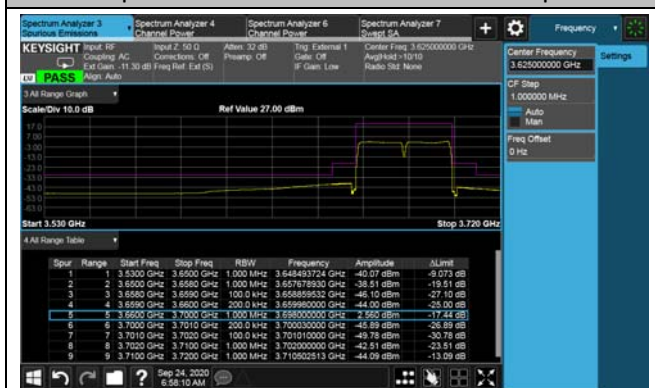 Spectrum Analyzer 3
Spurious Emissions
Spectrum Analyzer 4
Channel Power
Spectrum Analyzer 6
Channel Power
Spectrum Analyzer 7
Swept SA
+
Frequency
KEYSIGHT
Input: RF
Coupling: AC
Ext Gain: -11.30 dB
Align: Auto
Input Z: 50 Ω
Corrections: Off
Freq Ref: Ext (S)
Atten: 32 dB
Preamp: Off
Trig: External 1
Gate: Off
IF Gain: Low
Center Freq: 3.625000000 GHz
Avg|Hold:>10/10
Radio Std: None
LXI
PASS
Center Frequency
3.625000000 GHz
Settings
CF Step
1.000000 MHz
Auto
Man
Freq Offset
0 Hz
3 All Range Graph
Scale/Div 10.0 dB
Ref Value 27.00 dBm
17.0
7.00
-3.00
-13.0
-23.0
-33.0
-43.0
-53.0
-63.0
Start 3.530 GHz
Stop 3.720 GHz
4 All Range Table
Spur Range Start Freq Stop Freq RBW Frequency Amplitude ΔLimit
1 1 3.5300 GHz 3.6500 GHz 1.000 MHz 3.648493724 GHz -40.07 dBm -9.073 dB
2 2 3.6500 GHz 3.6580 GHz 1.000 MHz 3.657678930 GHz -38.51 dBm -19.51 dB
3 3 3.6580 GHz 3.6590 GHz 100.0 kHz 3.658859532 GHz -46.10 dBm -27.10 dB
4 4 3.6590 GHz 3.6600 GHz 200.0 kHz 3.659980000 GHz -44.00 dBm -25.00 dB
5 5 3.6600 GHz 3.7000 GHz 1.000 MHz 3.698000000 GHz 2.560 dBm -17.44 dB
6 6 3.7000 GHz 3.7010 GHz 200.0 kHz 3.700030000 GHz -45.89 dBm -26.89 dB
7 7 3.7010 GHz 3.7020 GHz 100.0 kHz 3.701010000 GHz -49.78 dBm -30.78 dB
8 8 3.7020 GHz 3.7100 GHz 1.000 MHz 3.702000000 GHz -42.51 dBm -23.51 dB
9 9 3.7100 GHz 3.7200 GHz 1.000 MHz 3.710502513 GHz -44.09 dBm -13.09 dB
?
Sep 24, 2020
6:58:10 AM